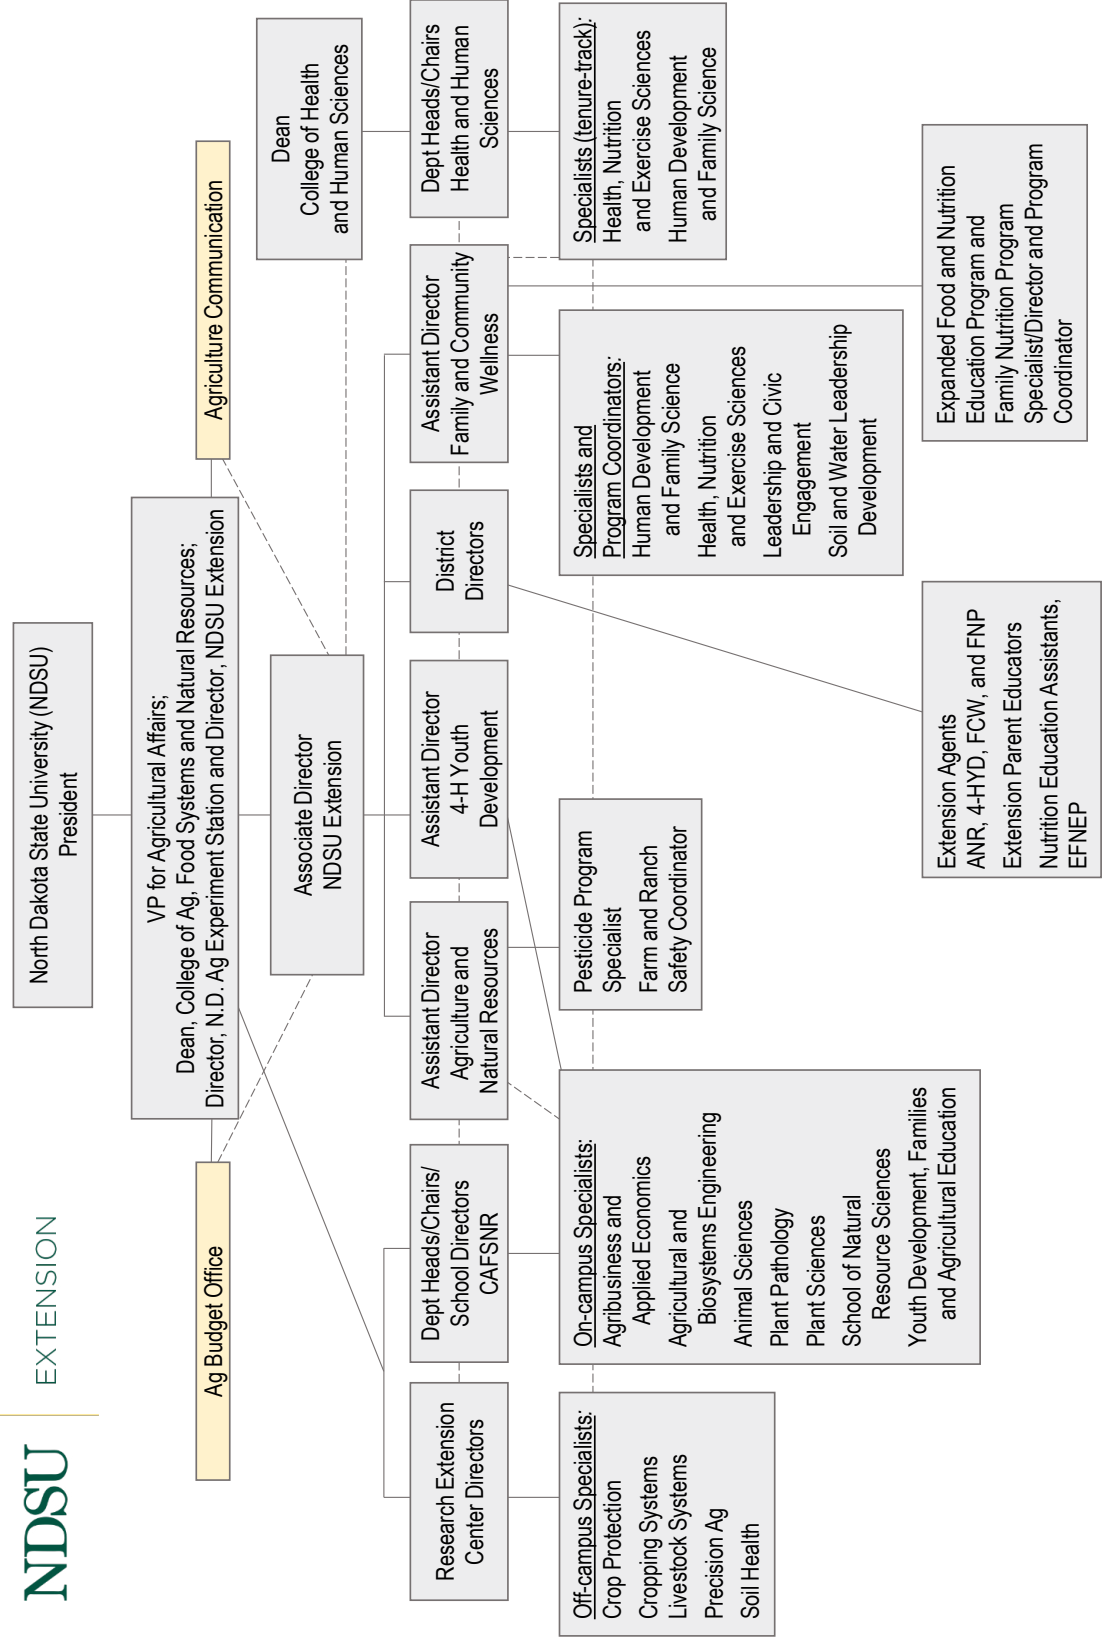 NDSU
EXTENSION
North Dakota State University (NDSU)
President
VP for Agricultural Affairs;
Dean, College of Ag, Food Systems and Natural Resources;
Director, N.D. Ag Experiment Station and Director, NDSU Extension
Ag Budget Office
Agriculture Communication
Associate Director
NDSU Extension
Dean
College of Health
and Human Sciences
Research Extension
Center Directors
Dept Heads/Chairs/
School Directors
CAFSNR
Assistant Director
Agriculture and
Natural Resources
Assistant Director
4-H Youth
Development
District
Directors
Assistant Director
Family and Community
Wellness
Dept Heads/Chairs
Health and Human
Sciences
Off-campus Specialists:
Crop Protection
Cropping Systems
Livestock Systems
Precision Ag
Soil Health
On-campus Specialists:
Agribusiness and
Applied Economics
Agricultural and
Biosystems Engineering
Animal Sciences
Plant Pathology
Plant Sciences
School of Natural
Resource Sciences
Youth Development, Families
and Agricultural Education
Pesticide Program
Specialist
Farm and Ranch
Safety Coordinator
Specialists and
Program Coordinators:
Human Development
and Family Science
Health, Nutrition
and Exercise Sciences
Leadership and Civic
Engagement
Soil and Water Leadership
Development
Specialists (tenure-track):
Health, Nutrition
and Exercise Sciences
Human Development
and Family Science
Extension Agents
ANR, 4-HYD, FCW, and FNP
Extension Parent Educators
Nutrition Education Assistants,
EFNEP
Expanded Food and Nutrition
Education Program and
Family Nutrition Program
Specialist/Director and Program
Coordinator